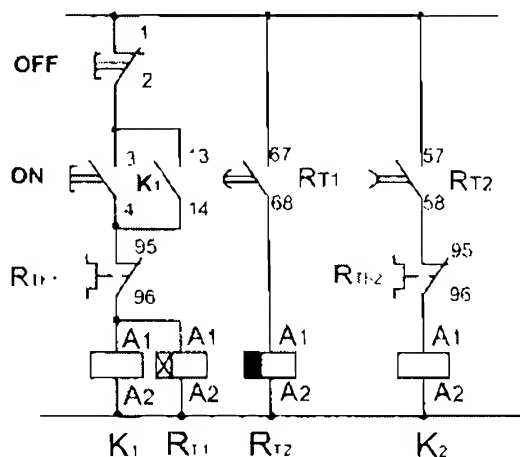 1
OFF
2
3 13 67 57
ON K1 RT1 RT2
4 14 68 58
95 95
RTH2
96 96
A1 A1 A1 A1
A2 A2 A2 A2
K1 RT1 RT2 K2